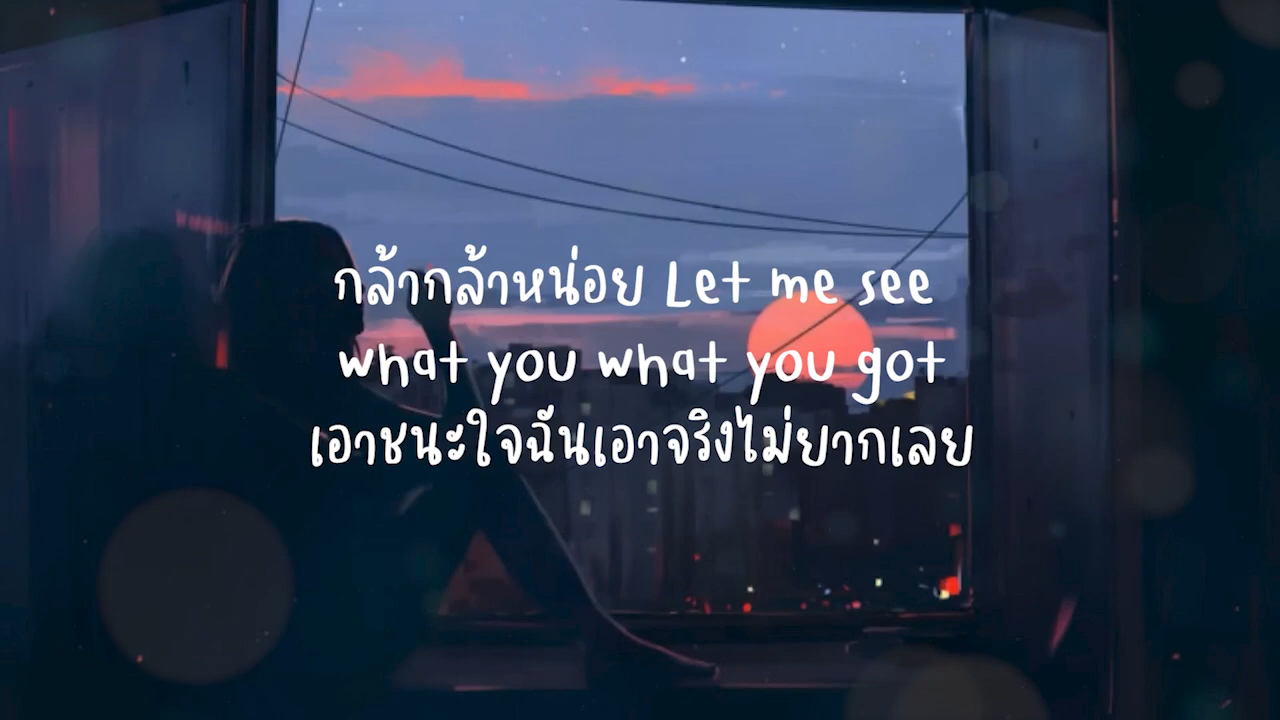 กล้ากล้าหน่อย Let me see
what you what you got
เอาชนะใจฉันเอาจริงไม่ยากเลย